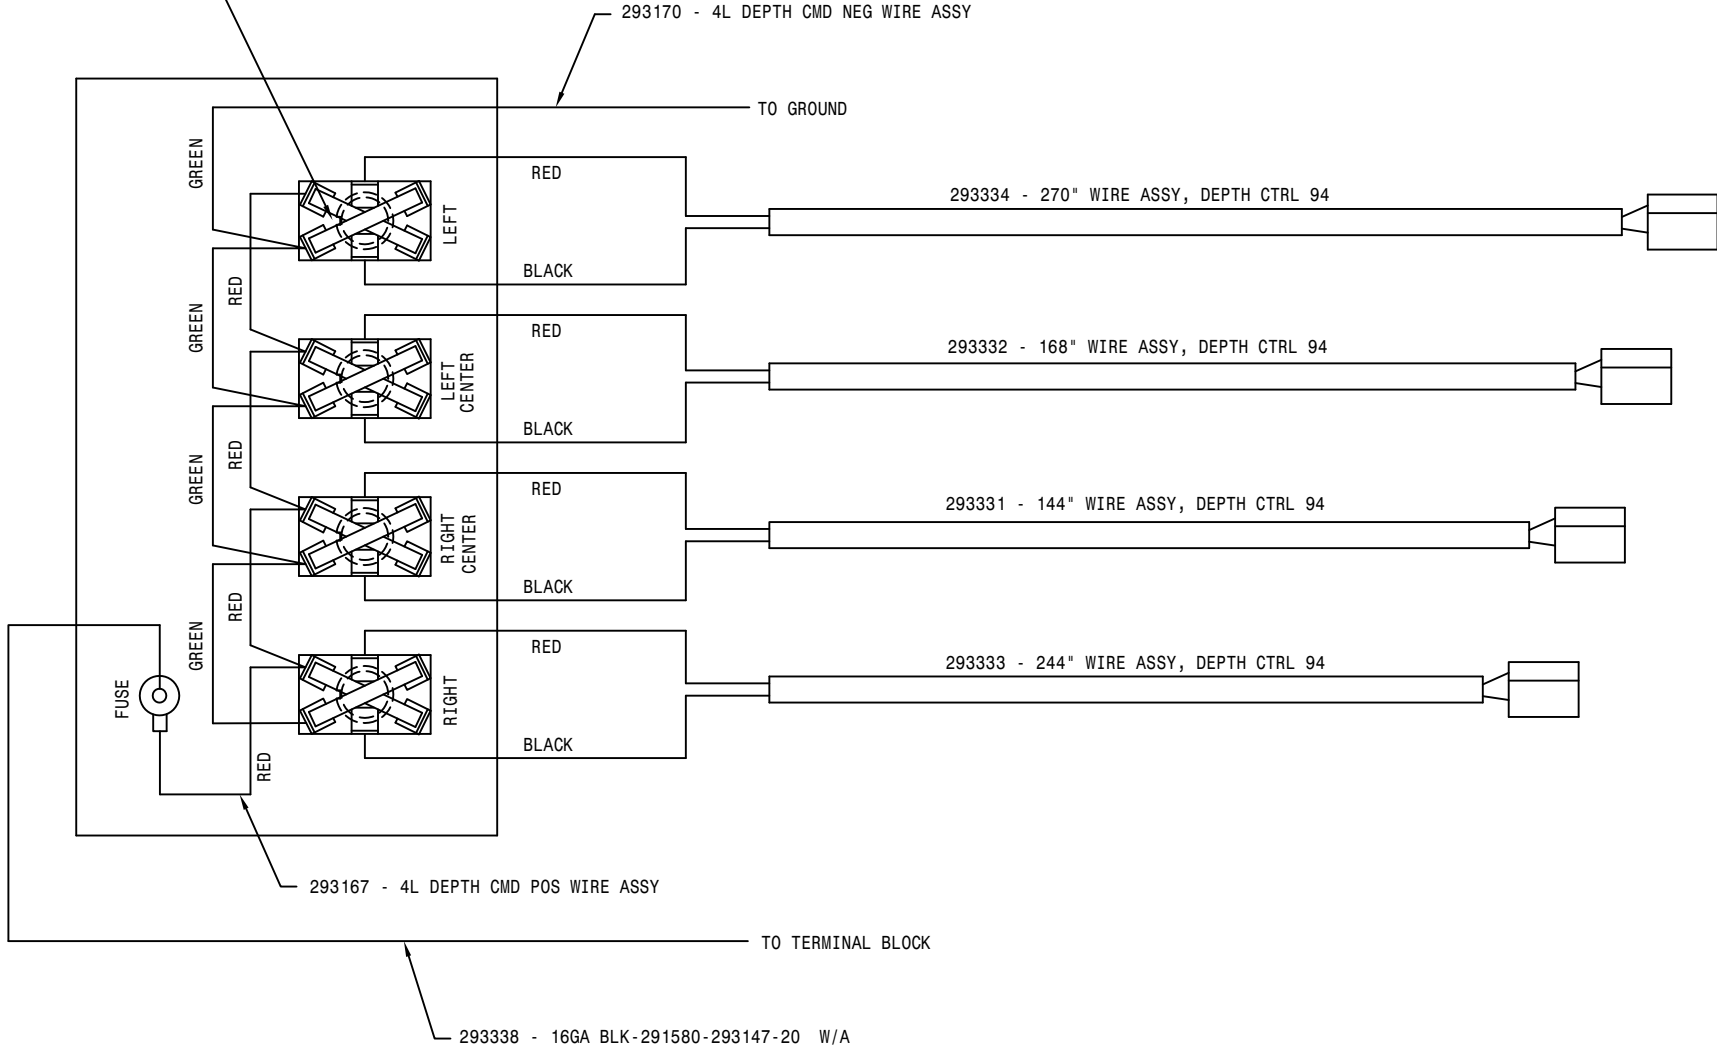 293170 - 4L DEPTH CMD NEG WIRE ASSY
TO GROUND
GREEN
RED
LEFT
293334 - 270" WIRE ASSY, DEPTH CTRL 94
BLACK
RED
GREEN
RED
LEFT
CENTER
293332 - 168" WIRE ASSY, DEPTH CTRL 94
BLACK
RED
GREEN
RED
RIGHT
CENTER
293331 - 144" WIRE ASSY, DEPTH CTRL 94
BLACK
RED
GREEN
RED
RIGHT
293333 - 244" WIRE ASSY, DEPTH CTRL 94
FUSE
BLACK
RED
293167 - 4L DEPTH CMD POS WIRE ASSY
TO TERMINAL BLOCK
293338 - 16GA BLK-291580-293147-20 W/A